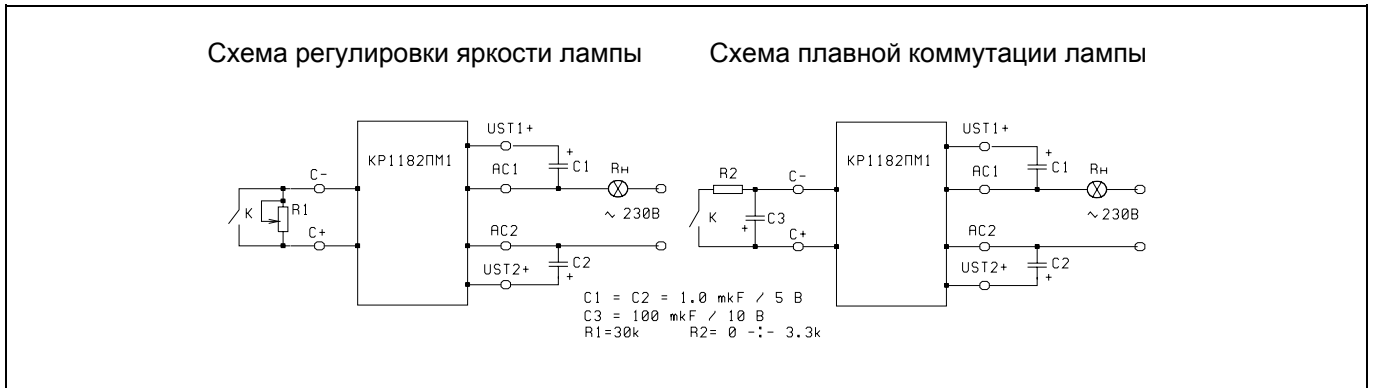 Схема регулировки яркости лампы
Схема плавной коммутации лампы
КР1182ПМ1
UST1+
+
C1
AC1
Rн
C-
К
R1
~ 230В
C+
AC2
UST2+
C2
+
КР1182ПМ1
UST1+
+
C1
AC1
Rн
R2
C-
К
C3
+
~ 230В
C+
AC2
UST2+
C2
+
C1 = C2 = 1.0 mkF / 5 В
C3 = 100 mkF / 10 В
R1=30k R2= 0 -:- 3.3k